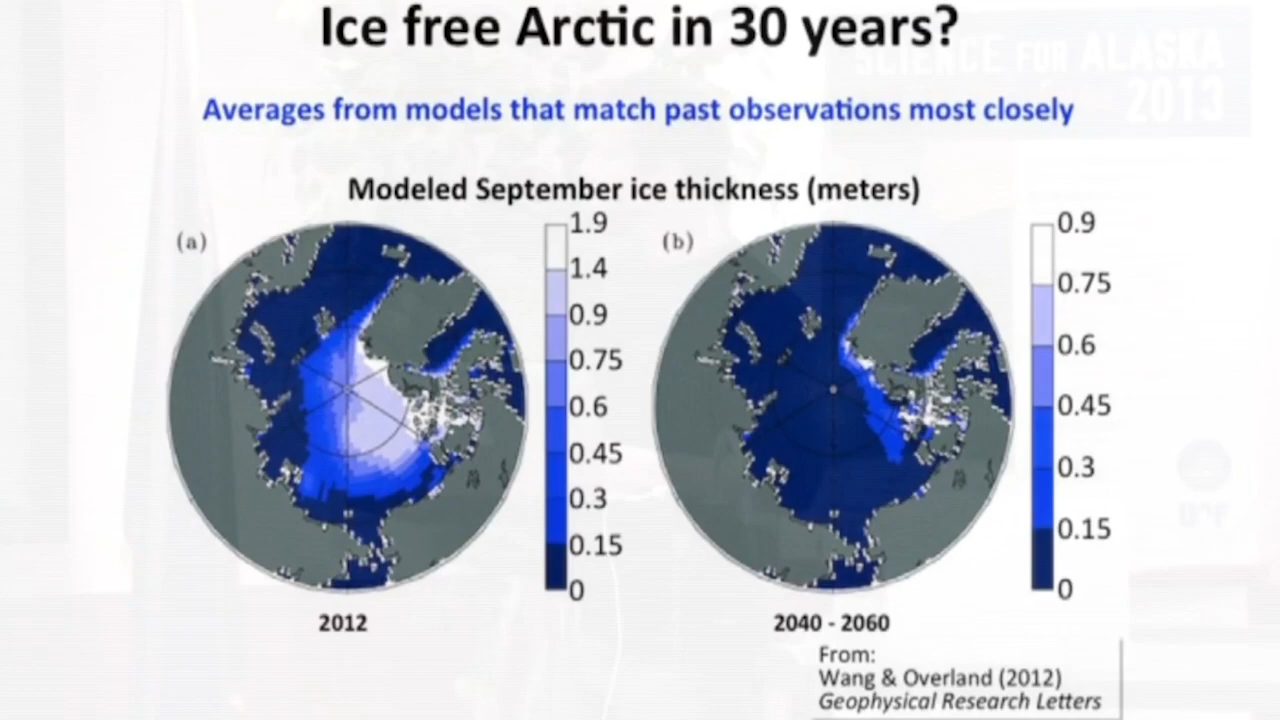 Ice free Arctic in 30 years?
SCIENCE FOR ALASKA
2013
Averages from models that match past observations most closely
Modeled September ice thickness (meters)
(a)
1.9
1.4
0.9
0.75
0.6
0.45
0.3
0.15
0
2012
(b)
0.9
0.75
0.6
0.45
0.3
0.15
0
2040 - 2060
From:
Wang & Overland (2012)
Geophysical Research Letters